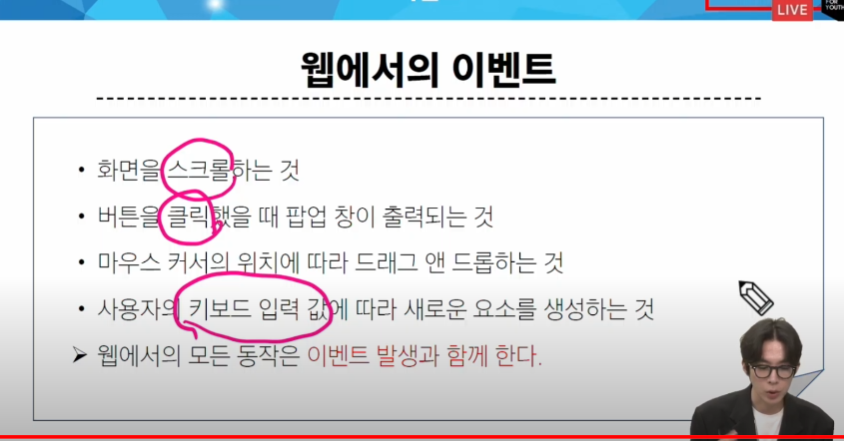 LIVE
FOR
YOUTH
웹에서의 이벤트
• 화면을 스크롤하는 것
• 버튼을 클릭했을 때 팝업 창이 출력되는 것
• 마우스 커서의 위치에 따라 드래그 앤 드롭하는 것
• 사용자의 키보드 입력 값에 따라 새로운 요소를 생성하는 것
➤ 웹에서의 모든 동작은 이벤트 발생과 함께 한다.